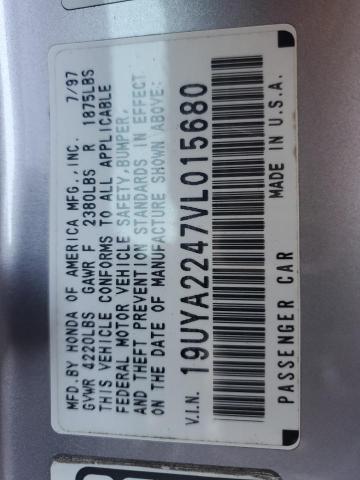 MFD.BY HONDA OF AMERICA MFG.,INC. 7/97
GVWR 4220LBS GAWR F 2380LBS R 1875LBS
THIS VEHICLE CONFORMS TO ALL APPLICABLE
FEDERAL MOTOR VEHICLE SAFETY,BUMPER,
AND THEFT PREVENTION STANDARDS IN EFFECT
ON THE DATE OF MANUFACTURE SHOWN ABOVE:
V.I.N. 19UYA2247VL015680
PASSENGER CAR MADE IN U.S.A.